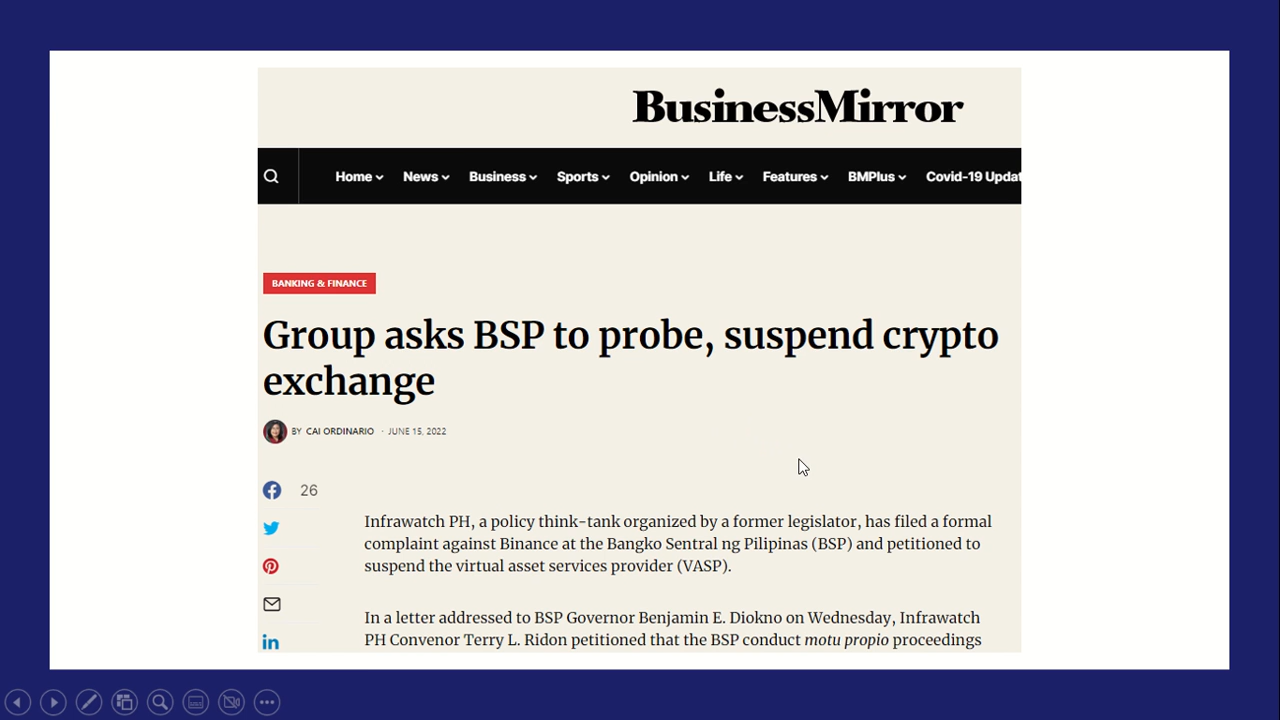 BusinessMirror
Home News Business Sports Opinion Life Features BMPlus Covid-19 Updat
BANKING & FINANCE
Group asks BSP to probe, suspend crypto
exchange
BY CAI ORDINARIO · JUNE 15, 2022
26
Infrawatch PH, a policy think-tank organized by a former legislator, has filed a formal
complaint against Binance at the Bangko Sentral ng Pilipinas (BSP) and petitioned to
suspend the virtual asset services provider (VASP).
In a letter addressed to BSP Governor Benjamin E. Diokno on Wednesday, Infrawatch
PH Convenor Terry L. Ridon petitioned that the BSP conduct motu propio proceedings